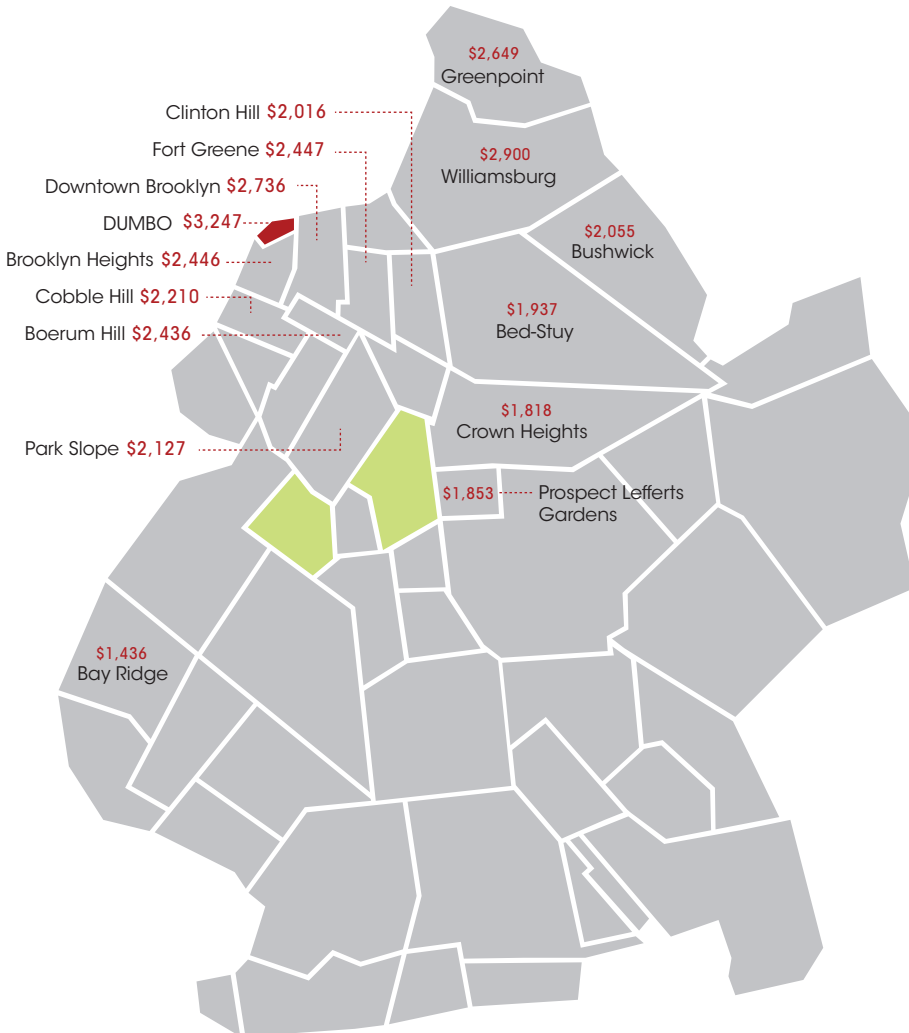 $2,649
Greenpoint
Clinton Hill $2,016
Fort Greene $2,447
$2,900
Williamsburg
Downtown Brooklyn $2,736
DUMBO $3,247
$2,055
Bushwick
Brooklyn Heights $2,446
Cobble Hill $2,210
$1,937
Bed-Stuy
Boerum Hill $2,436
$1,818
Crown Heights
Park Slope $2,127
$1,853 Prospect Lefferts
Gardens
$1,436
Bay Ridge